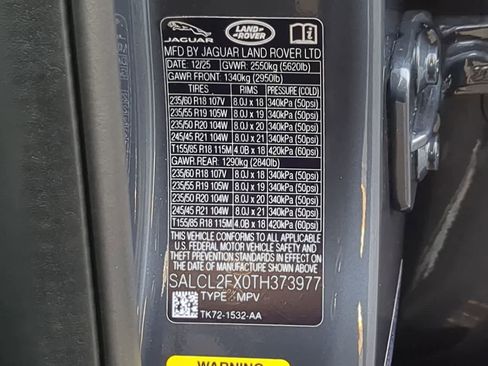 JAGUAR LAND ROVER
MFD BY JAGUAR LAND ROVER LTD
DATE: 12/25 GVWR: 2550kg (5620lb)
GAWR FRONT: 1340kg (2950lb)
TIRES RIMS PRESSURE (COLD)
235/60 R18 107V 8.0J x 18 340kPa (50psi)
235/55 R19 105W 8.0J x 19 340kPa (50psi)
235/50 R20 104W 8.0J x 20 340kPa (50psi)
245/45 R21 104W 8.0J x 21 340kPa (50psi)
T155/85 R18 115M 4.0B x 18 420kPa (60psi)
GAWR REAR: 1290kg (2840lb)
235/60 R18 107V 8.0J x 18 340kPa (50psi)
235/55 R19 105W 8.0J x 19 340kPa (50psi)
235/50 R20 104W 8.0J x 20 340kPa (50psi)
245/45 R21 104W 8.0J x 21 340kPa (50psi)
T155/85 R18 115M 4.0B x 18 420kPa (60psi)
THIS VEHICLE CONFORMS TO ALL APPLICABLE
U.S. FEDERAL MOTOR VEHICLE SAFETY AND
THEFT PREVENTION STANDARDS IN EFFECT ON
THE DATE OF MANUFACTURE SHOWN ABOVE.
SALCL2FX0TH373977
TYPE: MPV
TK72-1532-AA
WARNING